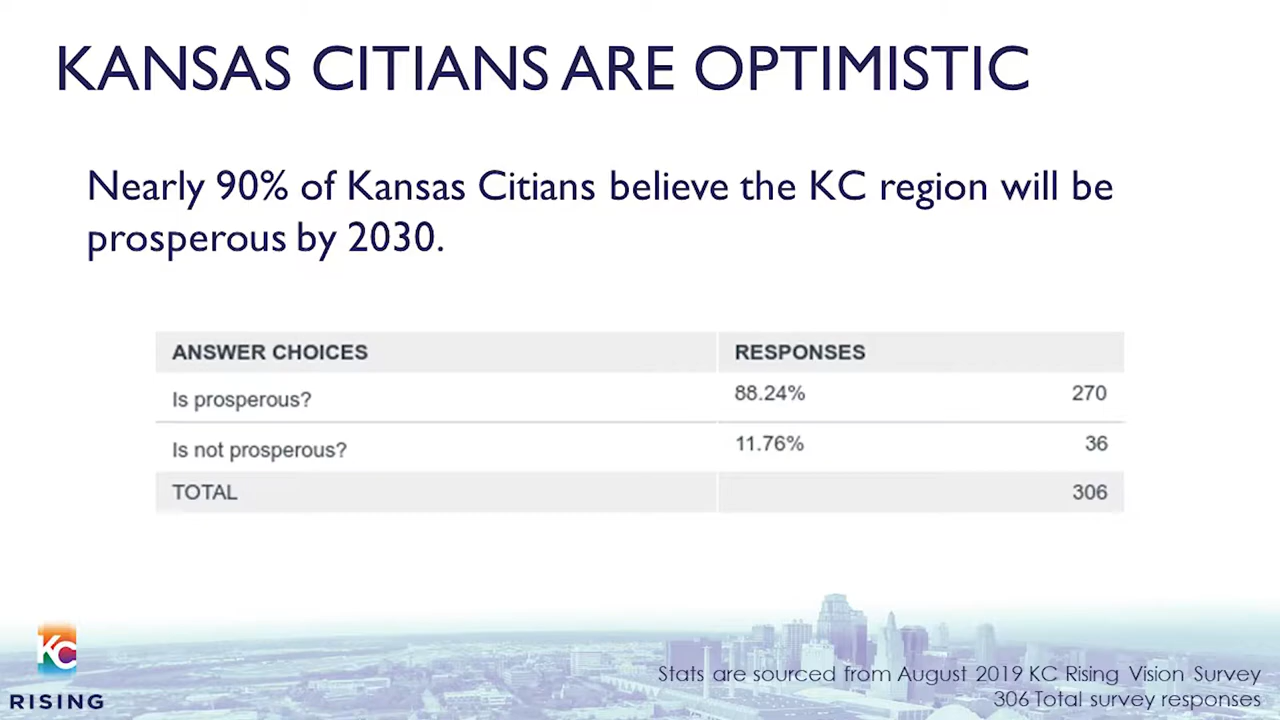 KANSAS CITIANS ARE OPTIMISTIC
Nearly 90% of Kansas Citians believe the KC region will be
prosperous by 2030.
ANSWER CHOICES RESPONSES
Is prosperous? 88.24% 270
Is not prosperous? 11.76% 36
TOTAL 306
KC
RISING
Stats are sourced from August 2019 KC Rising Vision Survey
306 Total survey responses